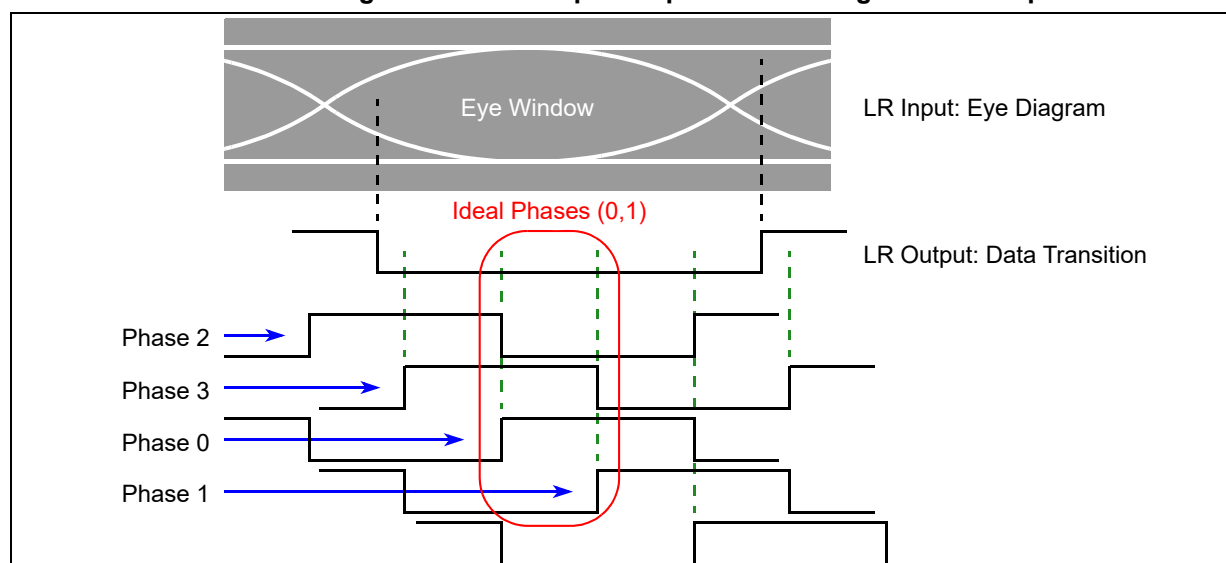 Eye Window
LR Input: Eye Diagram
Ideal Phases (0,1)
LR Output: Data Transition
Phase 2
Phase 3
Phase 0
Phase 1